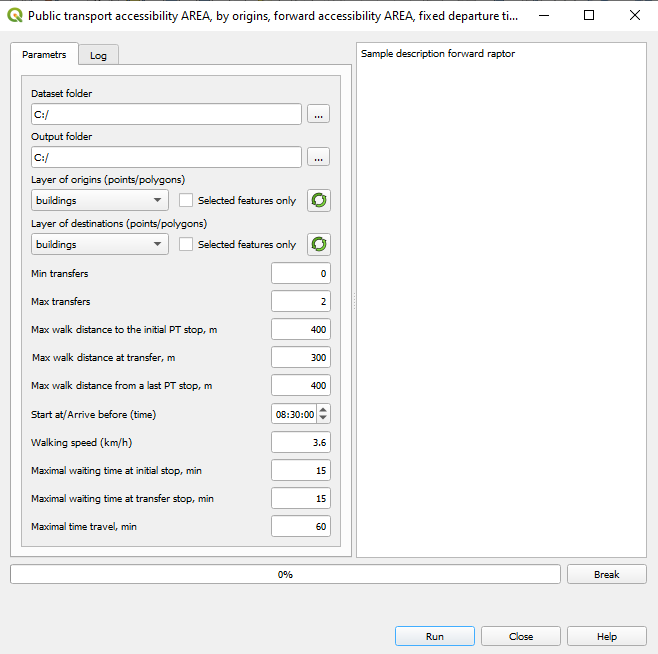 Public transport accessibility AREA, by origins, forward accessibility AREA, fixed departure ti...
Parametrs
Log
Dataset folder
C:/
...
Output folder
C:/
...
Layer of origins (points/polygons)
buildings
Selected features only
Layer of destinations (points/polygons)
buildings
Selected features only
Min transfers 0
Max transfers 2
Max walk distance to the initial PT stop, m 400
Max walk distance at transfer, m 300
Max walk distance from a last PT stop, m 400
Start at/Arrive before (time) 08:30:00
Walking speed (km/h) 3.6
Maximal waiting time at initial stop, min 15
Maximal waiting time at transfer stop, min 15
Maximal time travel, min 60
Sample description forward raptor
0%
Break
Run
Close
Help